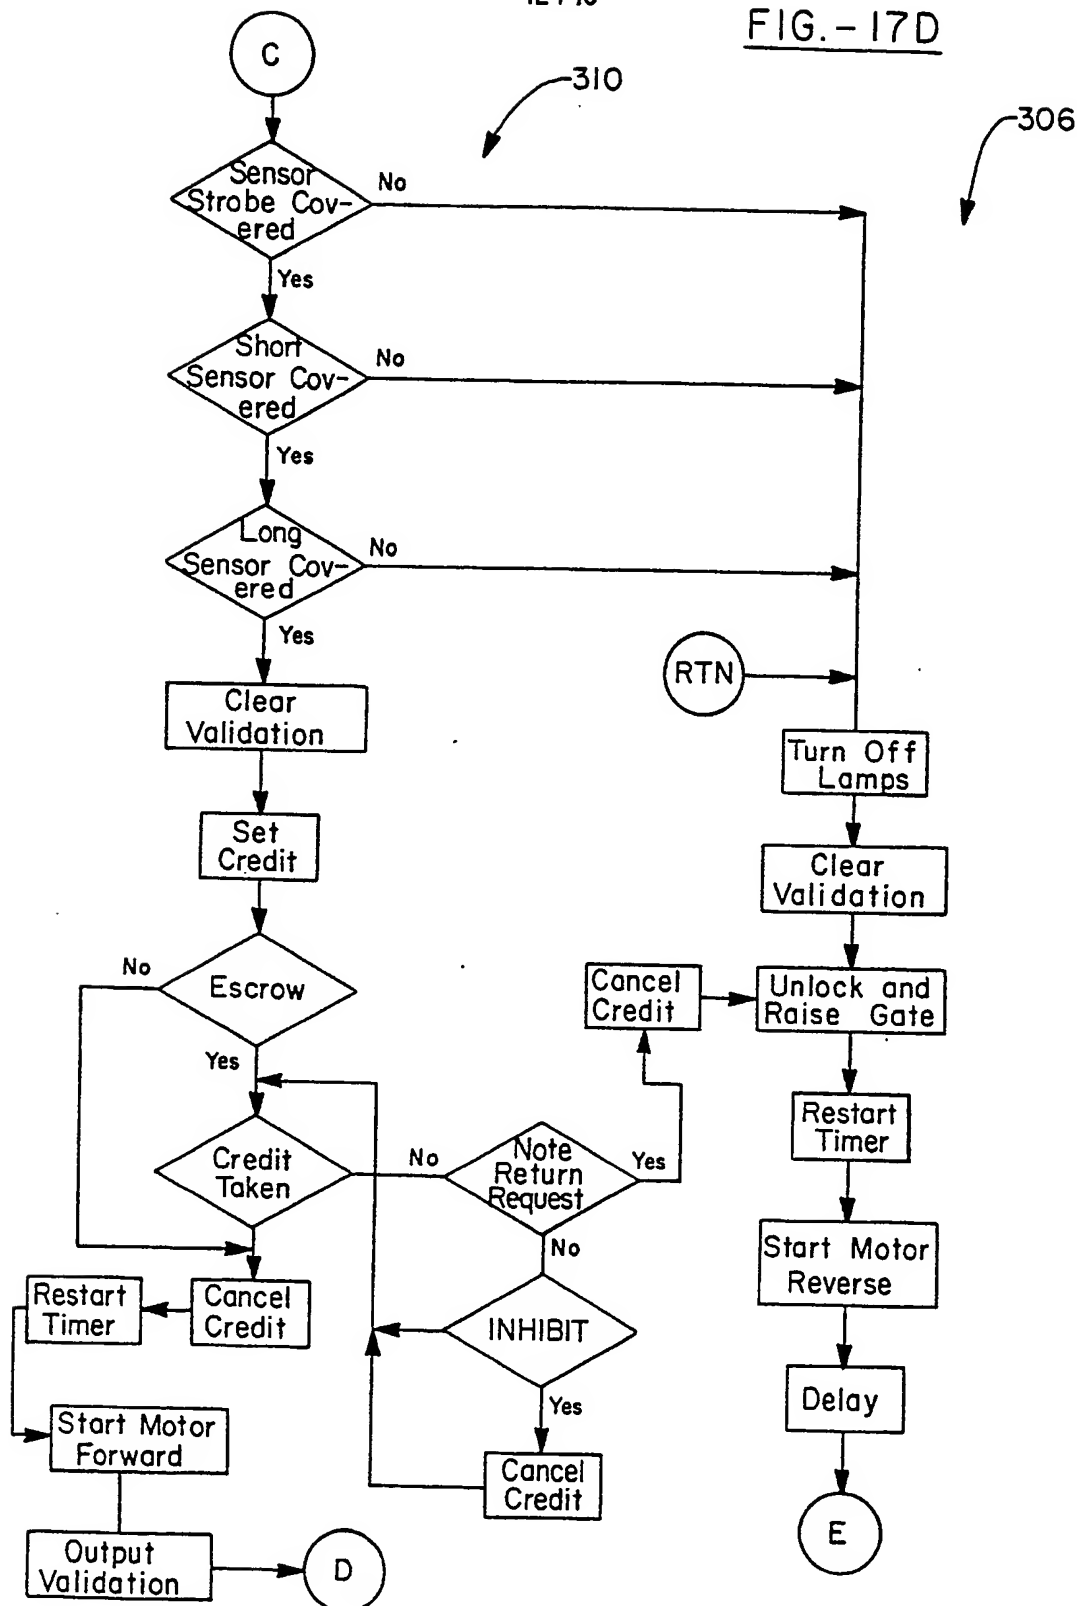 FIG.-17D
C
310
306
Sensor
Strobe Cov-
ered
No
Yes
Short
Sensor Cov-
ered
No
Yes
Long
Sensor Cov-
ered
No
Yes
RTN
Clear
Validation
Turn Off
Lamps
Set
Credit
Clear
Validation
Escrow
No
Yes
Cancel
Credit
Unlock and
Raise Gate
Credit
Taken
No
Note
Return
Request
Yes
No
Restart
Timer
Restart
Timer
Cancel
Credit
INHIBIT
Yes
Start Motor
Reverse
Start Motor
Forward
Cancel
Credit
Delay
Output
Validation
D
E